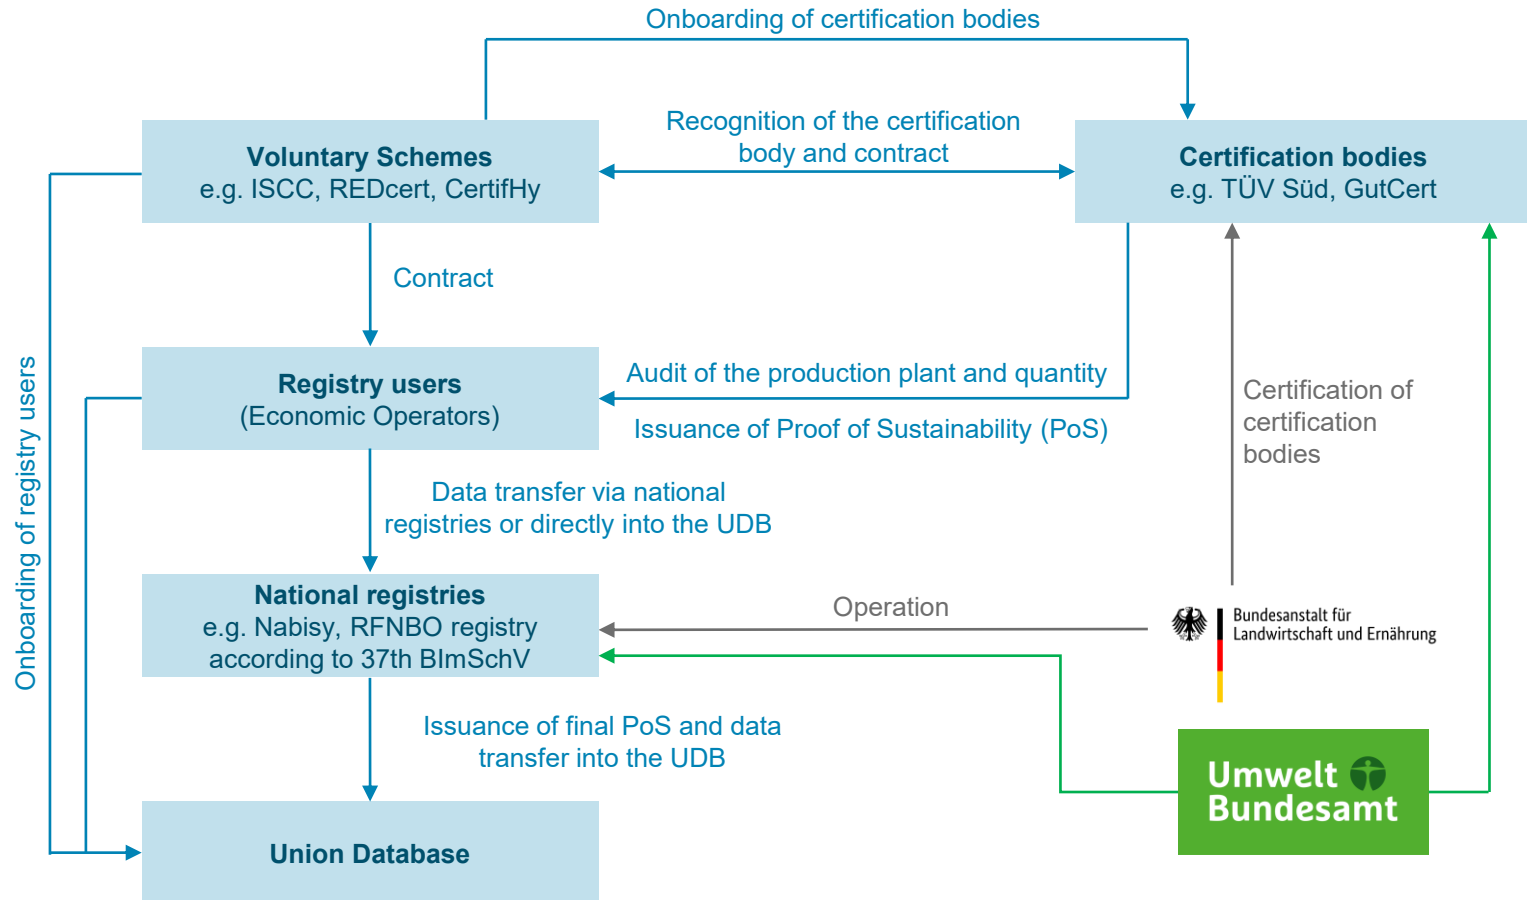 Onboarding of certification bodies
Recognition of the certification
body and contract
Voluntary Schemes
e.g. ISCC, REDcert, CertifHy
Certification bodies
e.g. TÜV Süd, GutCert
Contract
Onboarding of registry users
Registry users
(Economic Operators)
Audit of the production plant and quantity
Issuance of Proof of Sustainability (PoS)
Certification of
certification
bodies
Data transfer via national
registries or directly into the UDB
National registries
e.g. Nabisy, RFNBO registry
according to 37th BImSchV
Operation
Bundesanstalt für
Landwirtschaft und Ernährung
Issuance of final PoS and data
transfer into the UDB
Umwelt
Bundesamt
Union Database